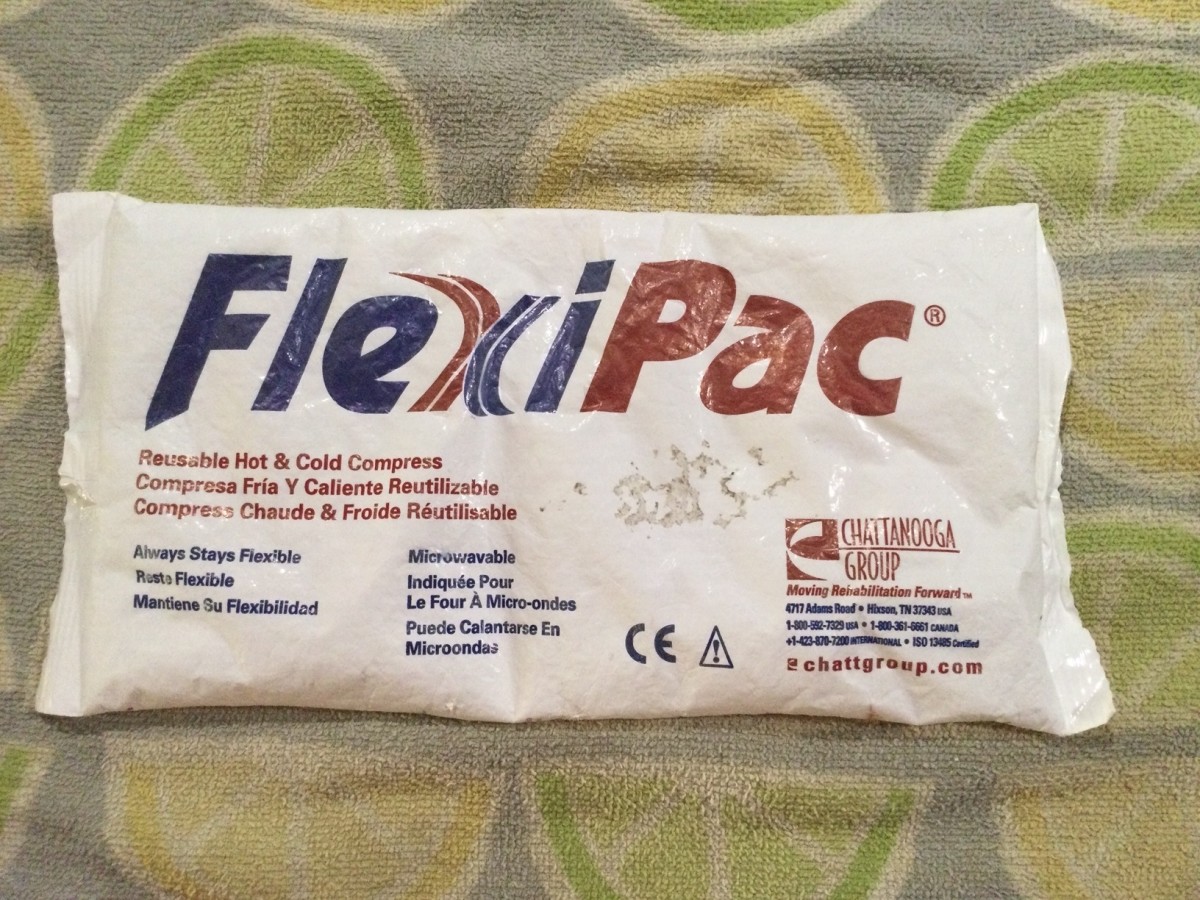 FlexiPac®
Reusable Hot & Cold Compress
Compresa Fría Y Caliente Reutilizable
Compress Chaude & Froide Réutilisable
Always Stays Flexible
Reste Flexible
Mantiene Su Flexibilidad
Microwavable
Indiquée Pour
Le Four À Micro-ondes
Puede Calantarse En
Microondas
CE
CHATTANOOGA
GROUP
Moving Rehabilitation Forward™
4717 Adams Road • Hixson, TN 37343 USA
1-800-592-7329 USA • 1-800-361-6661 CANADA
+1-423-870-7200 INTERNATIONAL • ISO 13485 Certified
chattgroup.com